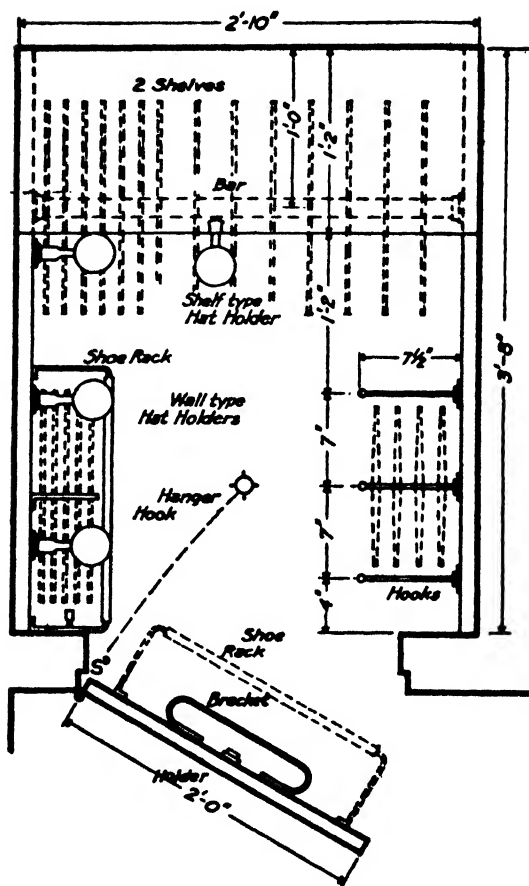 2'-10"
2 Shelves
1'-0"
1'-2"
Bar
Shelf type
Hat Holder
1'-2"
3'-8"
Shoe Rack
7½"
Wall type
Hat Holders
7"
Hanger
Hook
7"
Hooks
4"
S
Shoe
Rack
Bracket
Holder
2'-0"